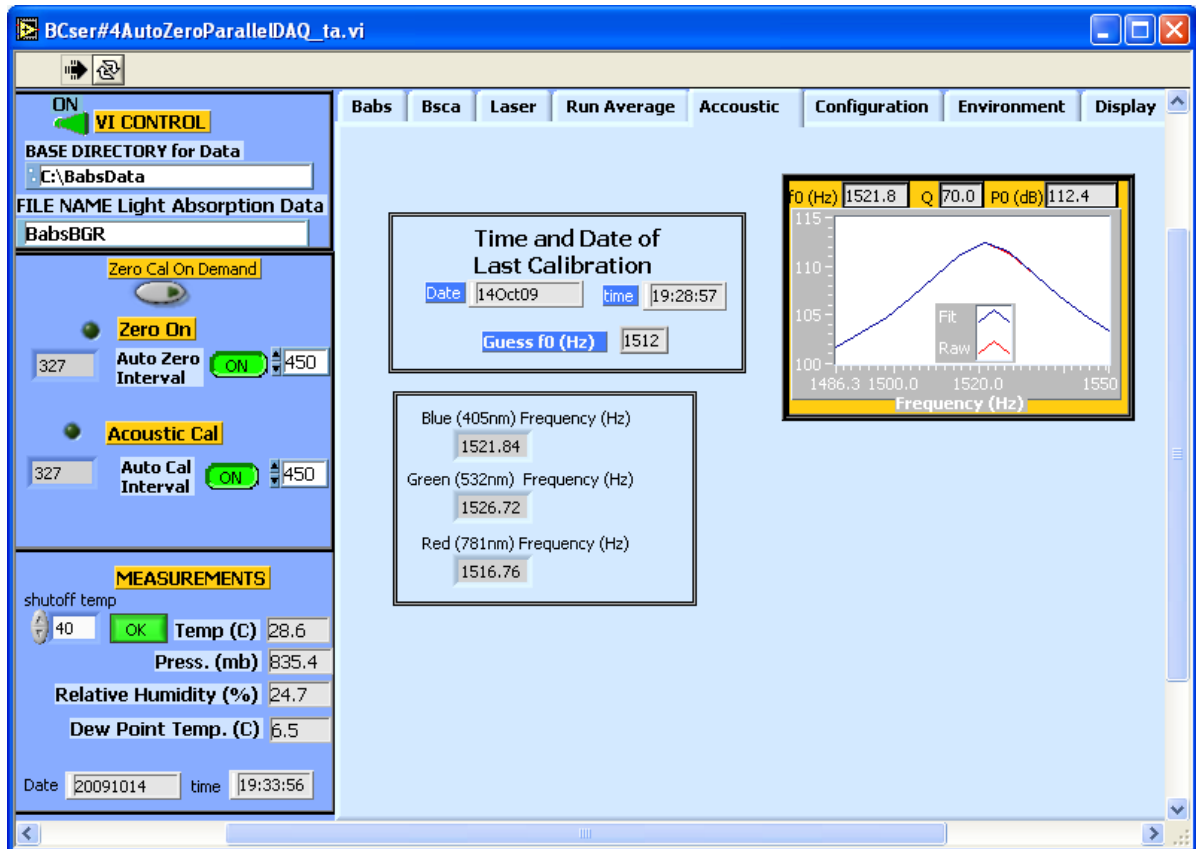 BCser#4AutoZeroParallelDAQ_ta.vi
ON
VI CONTROL
BASE DIRECTORY for Data
C:\BabsData
FILE NAME Light Absorption Data
BabsBGR
Zero Cal On Demand
Zero On
327
Auto Zero
Interval
ON
450
Acoustic Cal
327
Auto Cal
Interval
ON
450
MEASUREMENTS
shutoff temp
40
OK
Temp (C) 28.6
Press. (mb) 835.4
Relative Humidity (%) 24.7
Dew Point Temp. (C) 6.5
Date 20091014 time 19:33:56
Babs Bsca Laser Run Average Accoustic Configuration Environment Display
Time and Date of
Last Calibration
Date 14Oct09 time 19:28:57
Guess f0 (Hz) 1512
Blue (405nm) Frequency (Hz)
1521.84
Green (532nm) Frequency (Hz)
1526.72
Red (781nm) Frequency (Hz)
1516.76
f0 (Hz) 1521.8 Q 70.0 P0 (dB) 112.4
115
110
105
100
Fit
Raw
1486.3 1500.0 1520.0 1550
Frequency (Hz)